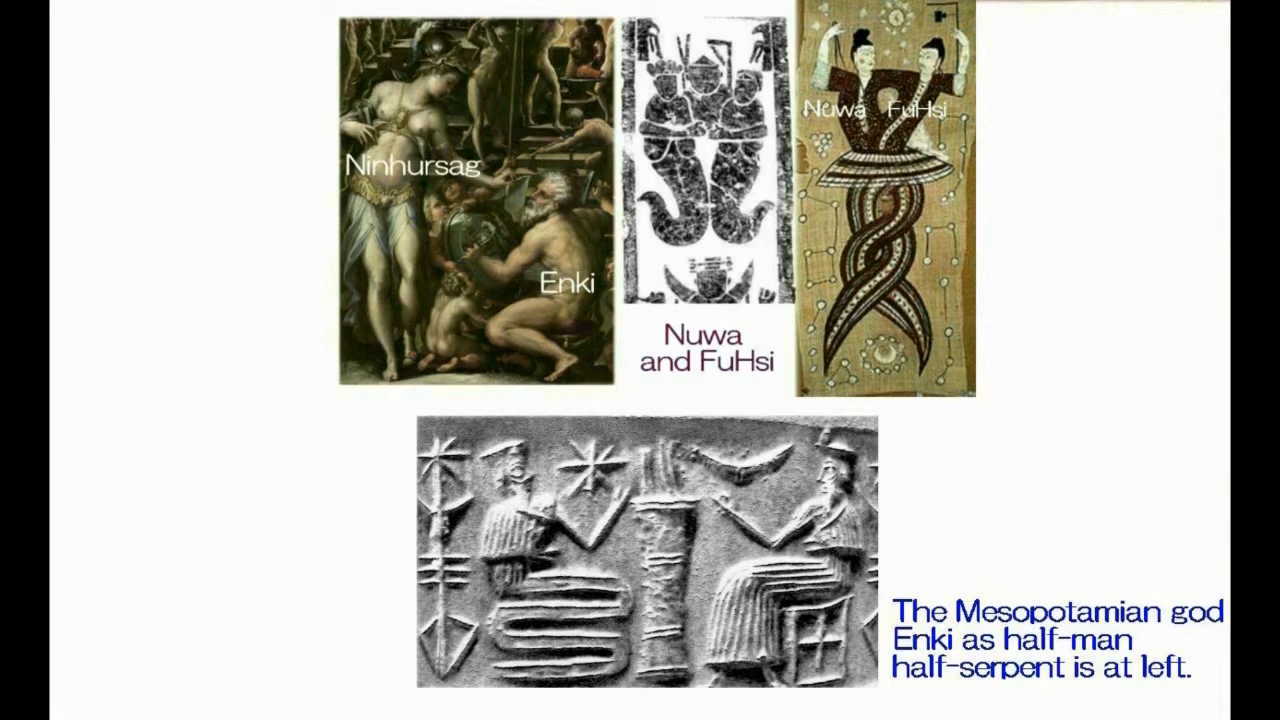 Ninhursag
Enki
Nuwa
and FuHsi
Nuwa FuHsi
The Mesopotamian god
Enki as half-man
half-serpent is at left.